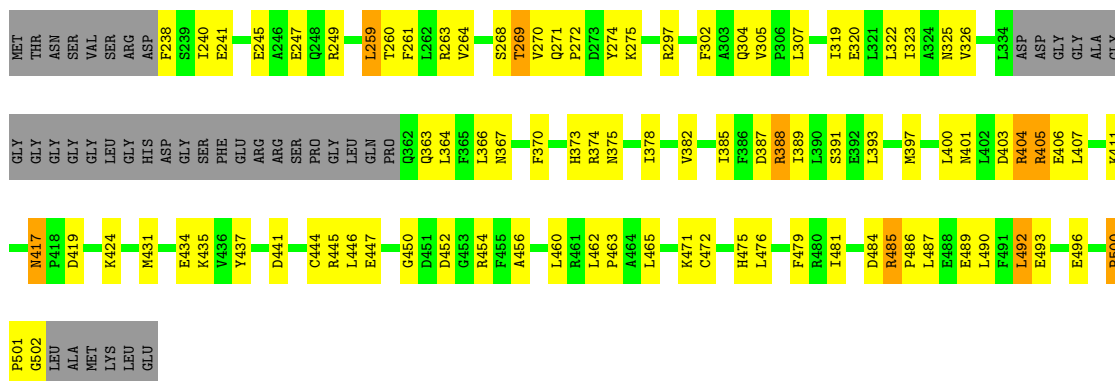 MET THR ASN SER VAL SER ARG ASP F238 S239 I240 E241 E245 A246 E247 Q248 R249 L259 T260 F261 L262 R263 V264 S268 T269 V270 Q271 P272 D273 Y274 K275 R297 F302 A303 Q304 V305 P306 L307 I319 E320 L321 L322 I323 A324 N325 V326 L334 ASP ASP GLY GLY ALA GLY
GLY GLY GLY GLY GLY LEU GLY HIS ASP GLY SER PHE GLU ARG ARG SER PRO GLY LEU GLN PRO Q362 Q363 L364 F365 L366 N367 F370 H373 R374 N375 I378 V382 I385 F386 D387 R388 I389 L390 S391 E392 L393 M397 L400 N401 L402 D403 R404 R405 E406 L407 K411
N417 P418 D419 K424 M431 E434 K435 V436 Y437 D441 C444 R445 L446 E447 G450 D451 D452 G453 R454 F455 A456 L460 R461 L462 P463 A464 L465 K471 C472 H475 L476 F479 R480 I481 D484 R485 P486 L487 E488 E489 L490 F491 L492 E493 E496
P501 G502 LEU ALA MET LYS LEU GLU